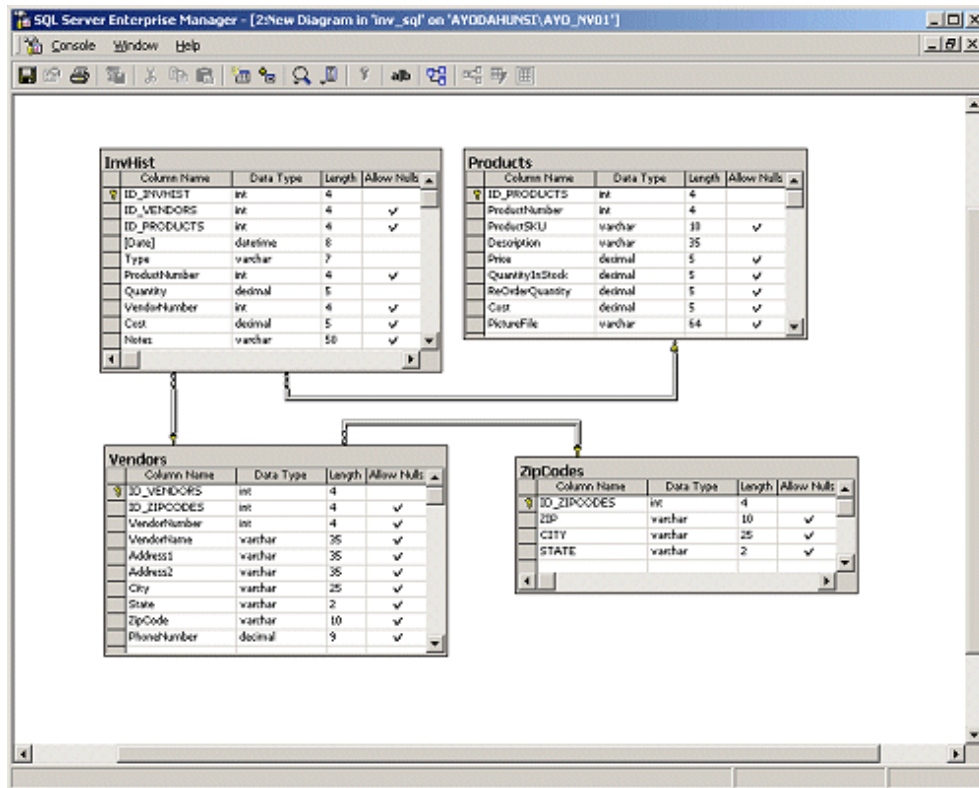 SQL Server Enterprise Manager - [2:New Diagram in 'inv_sql' on 'AYODAHUNSI\AYO_NV01']
Console Window Help
InvHist
Column Name Data Type Length Allow Nulls
ID_INVHIST int 4
ID_VENDORS int 4
ID_PRODUCTS int 4
[Date] datetime 8
Type varchar 7
ProductNumber int 4
Quantity decimal 5
VendorNumber int 4
Cost decimal 5
Notes varchar 50
Products
Column Name Data Type Length Allow Nulls
ID_PRODUCTS int 4
ProductNumber int 4
ProductSKU varchar 10
Description varchar 35
Price decimal 5
QuantityInStock decimal 5
ReOrderQuantity decimal 5
Cost decimal 5
PictureFile varchar 64
Vendors
Column Name Data Type Length Allow Nulls
ID_VENDORS int 4
ID_ZIPCODES int 4
VendorNumber int 4
VendorName varchar 35
Address1 varchar 35
Address2 varchar 35
City varchar 25
State varchar 2
ZipCode varchar 10
PhoneNumber decimal 9
ZipCodes
Column Name Data Type Length Allow Nulls
ID_ZIPCODES int 4
ZIP varchar 10
CITY varchar 25
STATE varchar 2